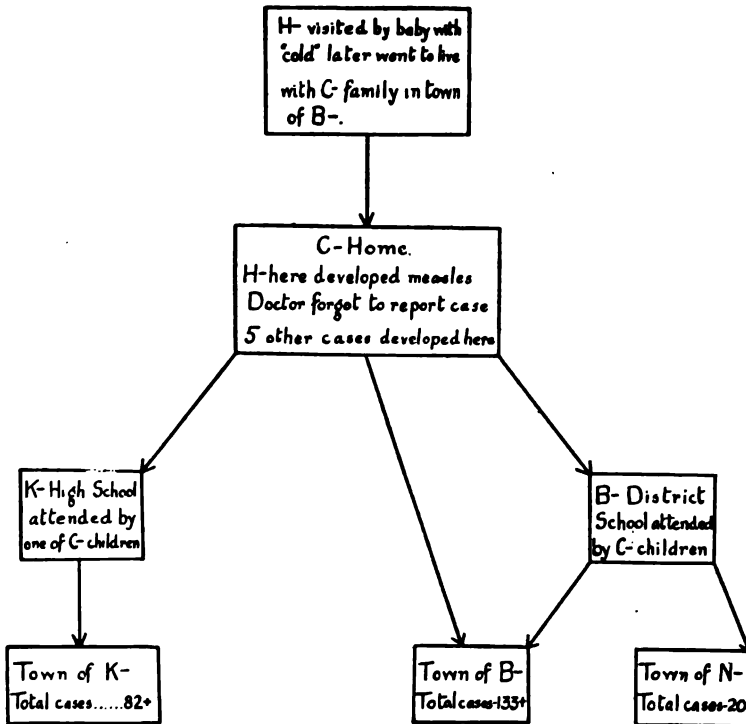 H- visited by baby with
"cold" later went to live
with C- family in town
of B-.
C-Home.
H-here developed measles
Doctor forgot to report case
5 other cases developed here
K-High School
attended by
one of C-children
B- District
School attended
by C-children
Town of K-
Total cases......82+
Town of B-
Total cases-133+
Town of N-
Total cases-20